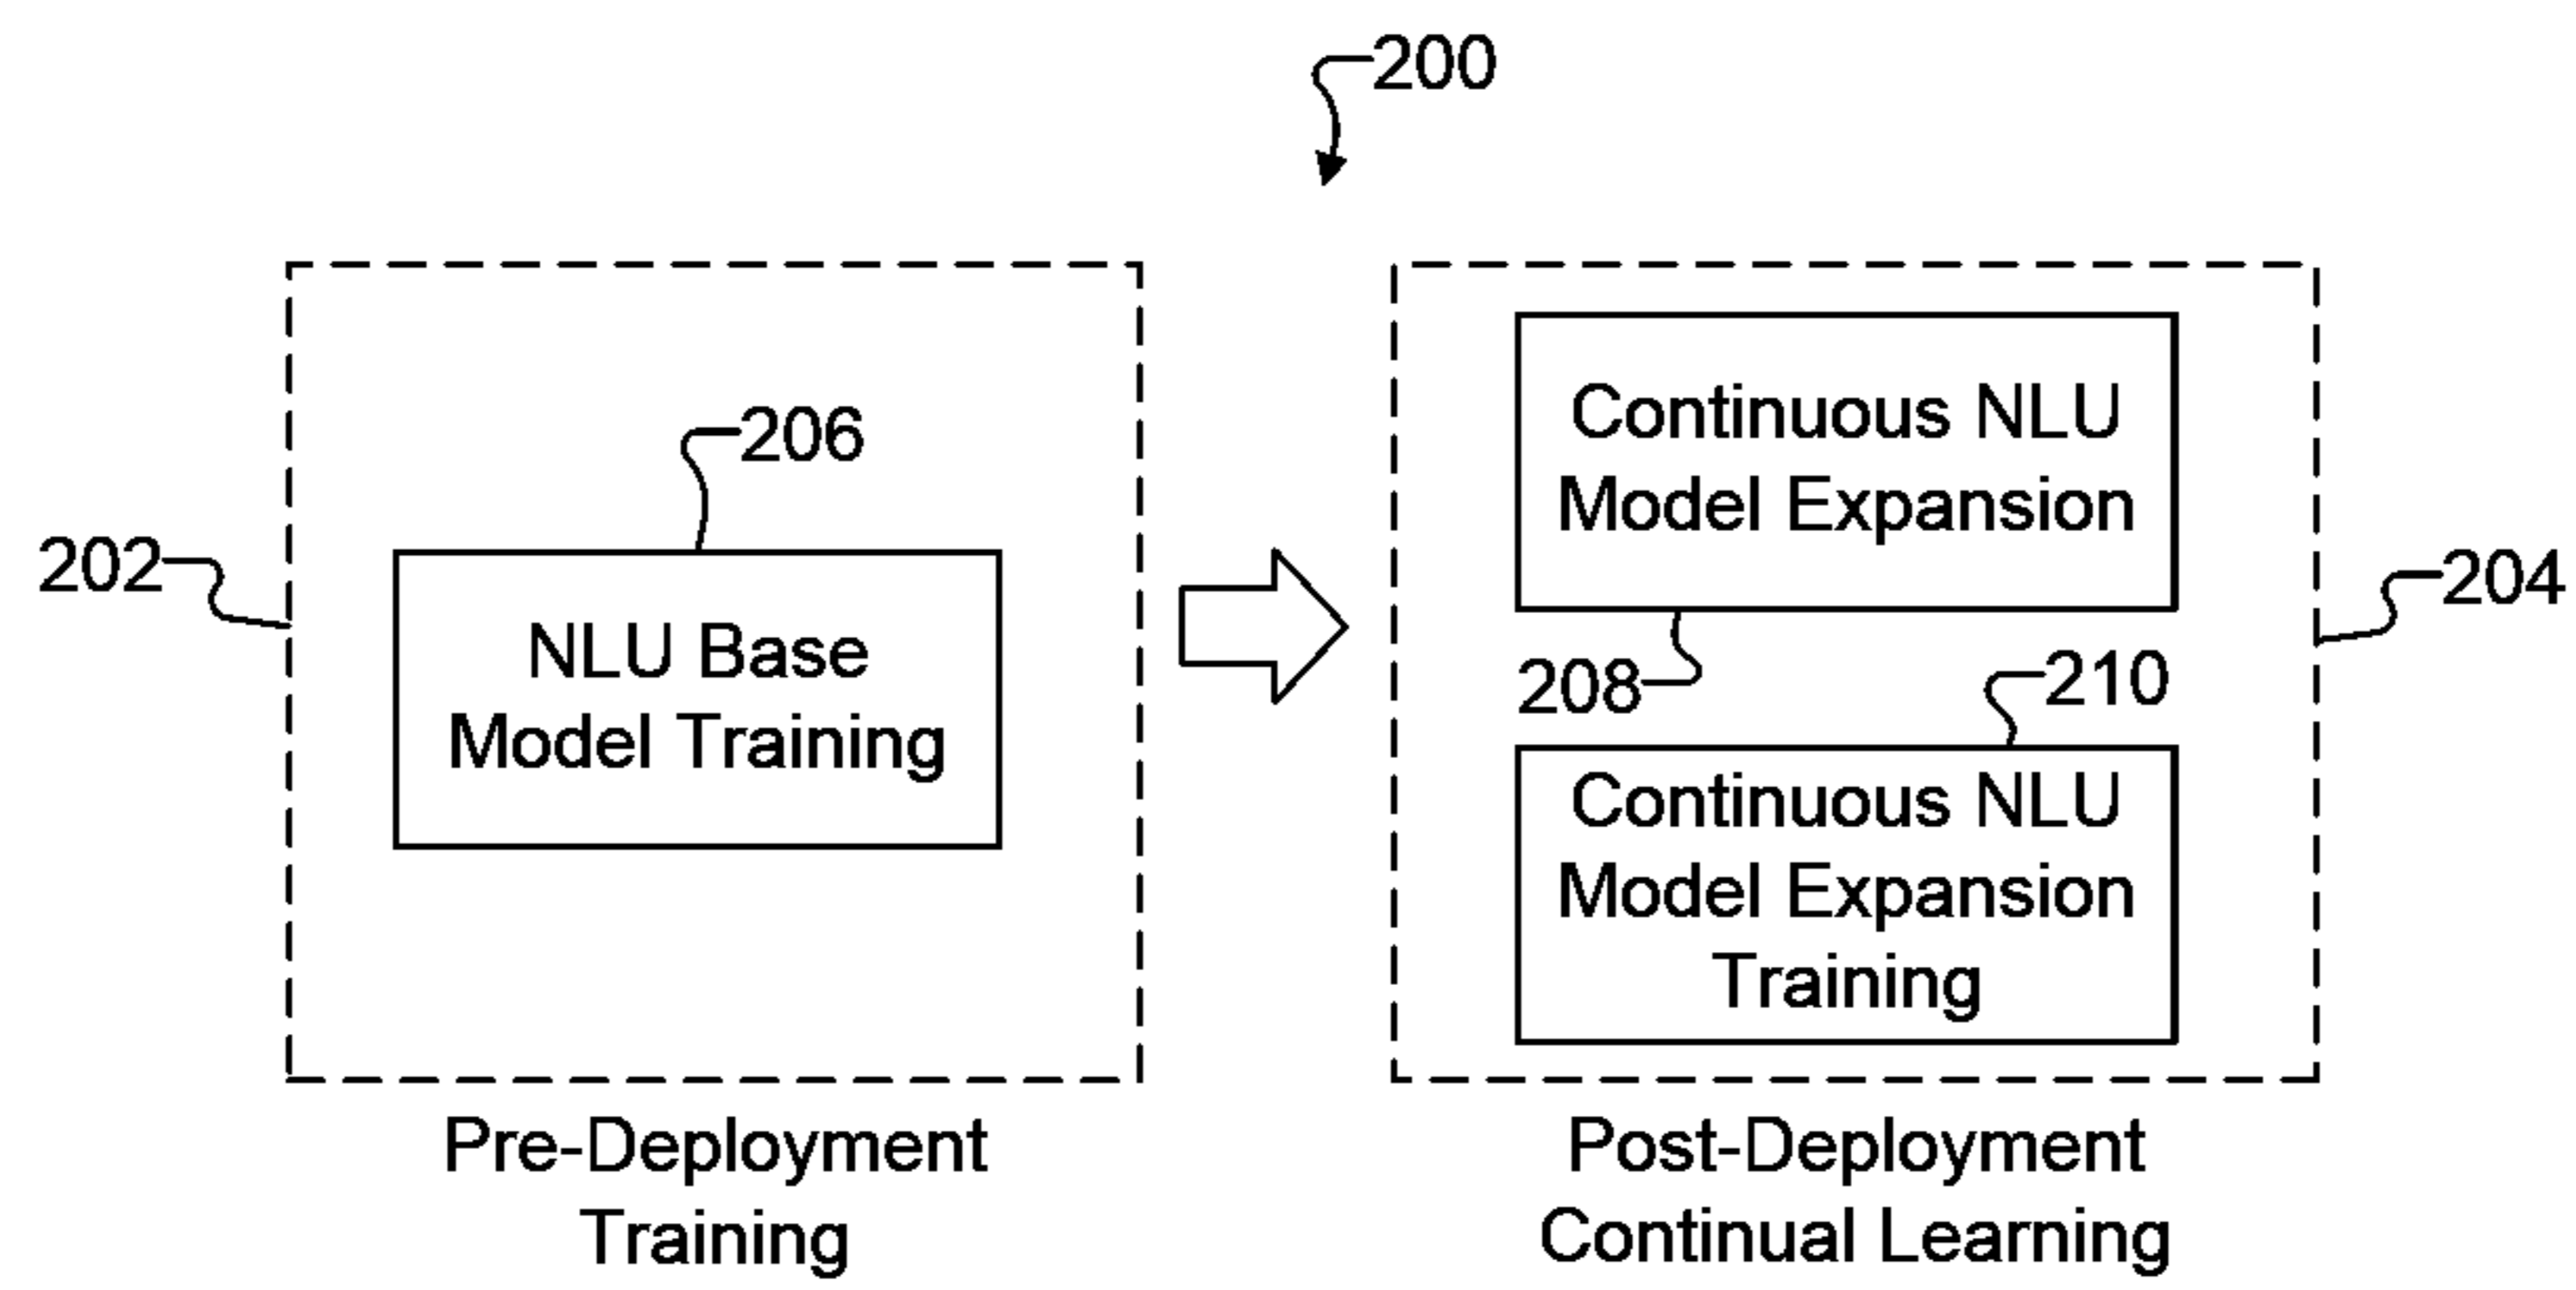 200
206
202
NLU Base
Model Training
Pre-Deployment
Training
Continuous NLU
Model Expansion
208
204
210
Continuous NLU
Model Expansion
Training
Post-Deployment
Continual Learning